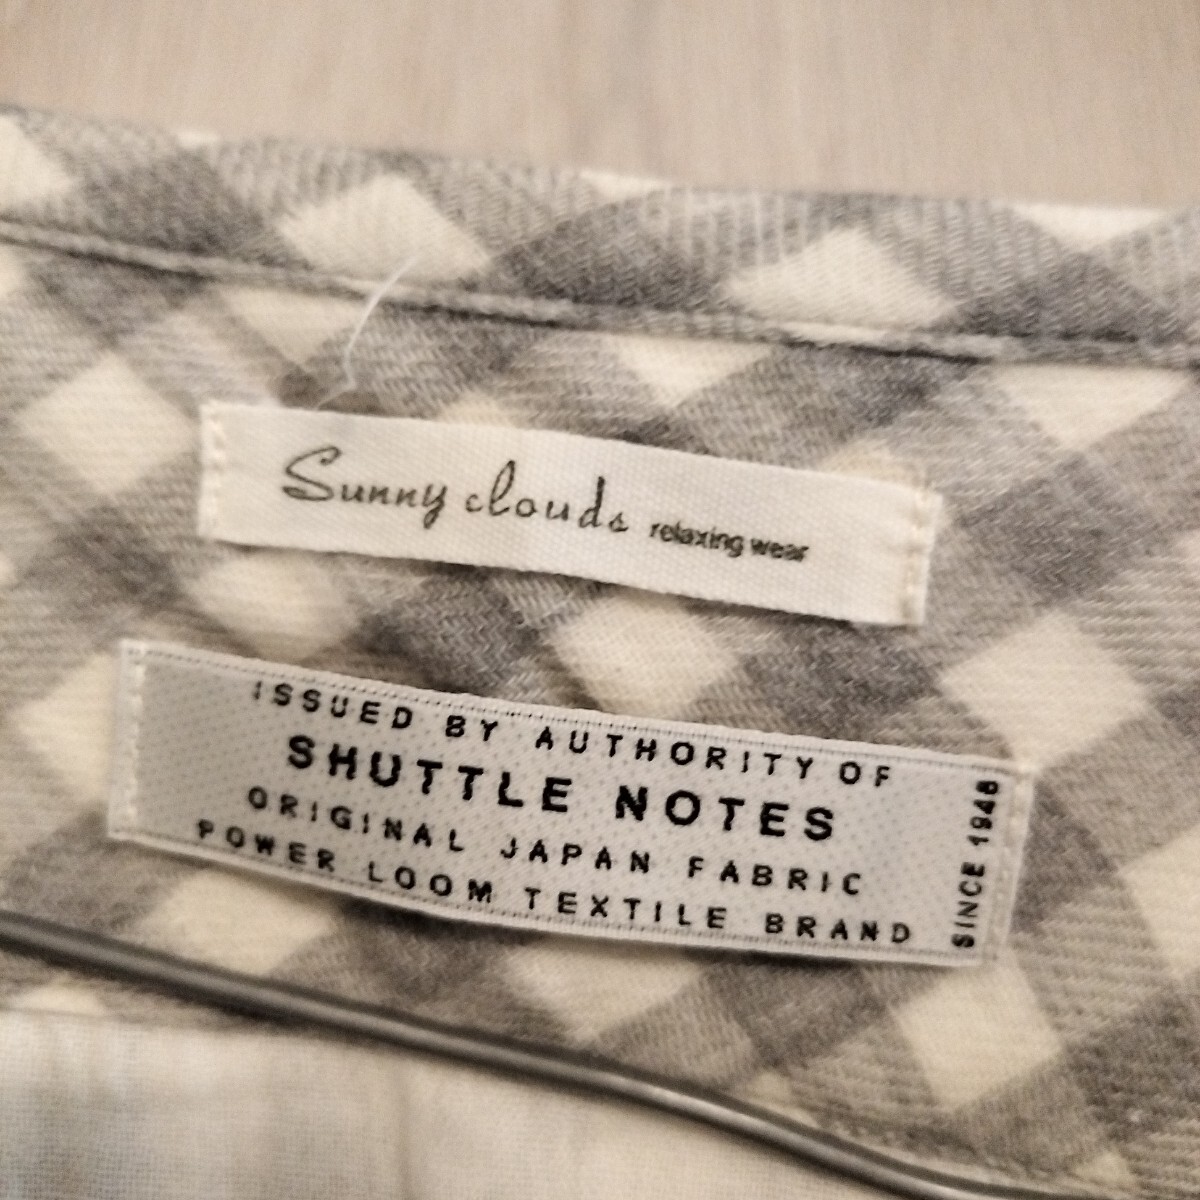 Sunny clouds relaxing wear
ISSUED BY AUTHORITY OF
SHUTTLE NOTES
ORIGINAL JAPAN FABRIC
POWER LOOM TEXTILE BRAND
SINCE 1948